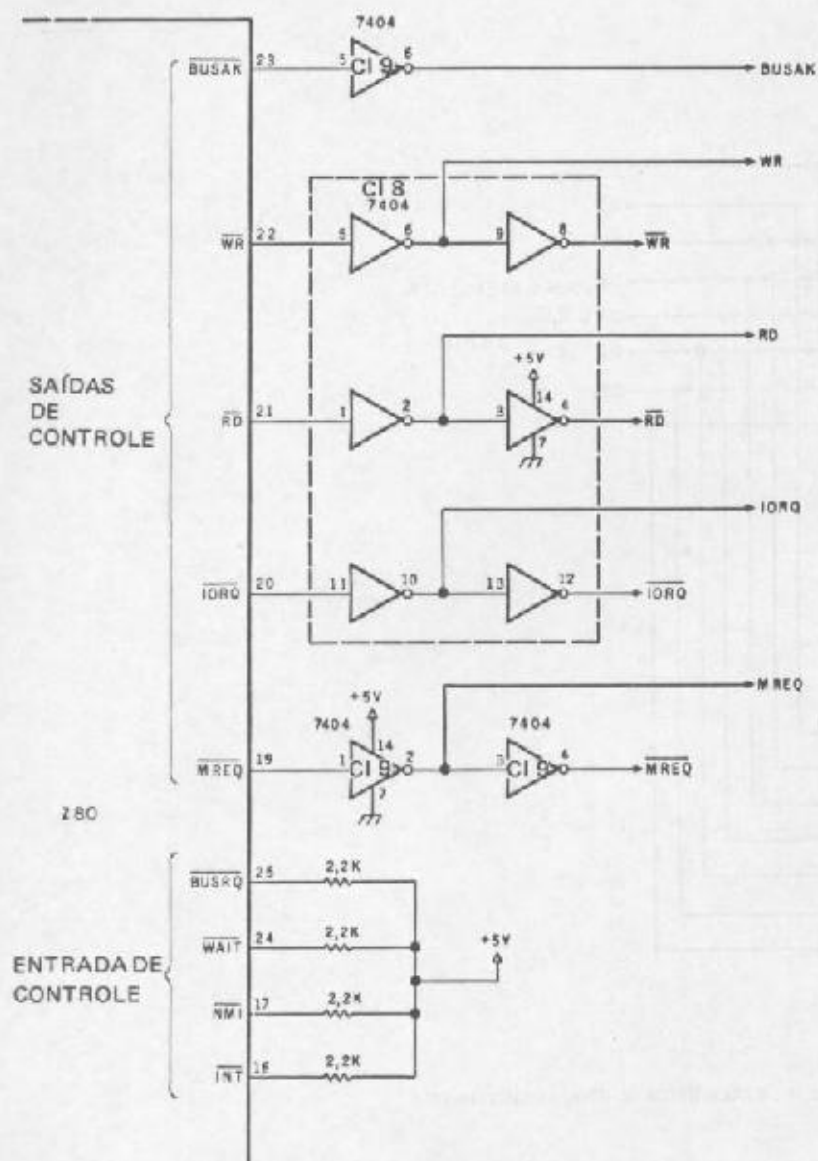 7404
BUSAK 23 5 CI 9 6 BUSAK
WR
CI 8
7404
WR 22 5 6 9 8 WR
RD
+5V
SAÍDAS
DE
CONTROLE
14
RD 21 1 2 3 4 RD
7
IORQ
IORQ 20 11 10 13 12 IORQ
MREQ
+5V
7404 7404
14
MREQ 19 1 CI 9 2 3 CI 9 4 MREQ
7
Z80
BUSRQ 25 2,2K
WAIT 24 2,2K
+5V
ENTRADA DE
CONTROLE
NMI 17 2,2K
INT 16 2,2K